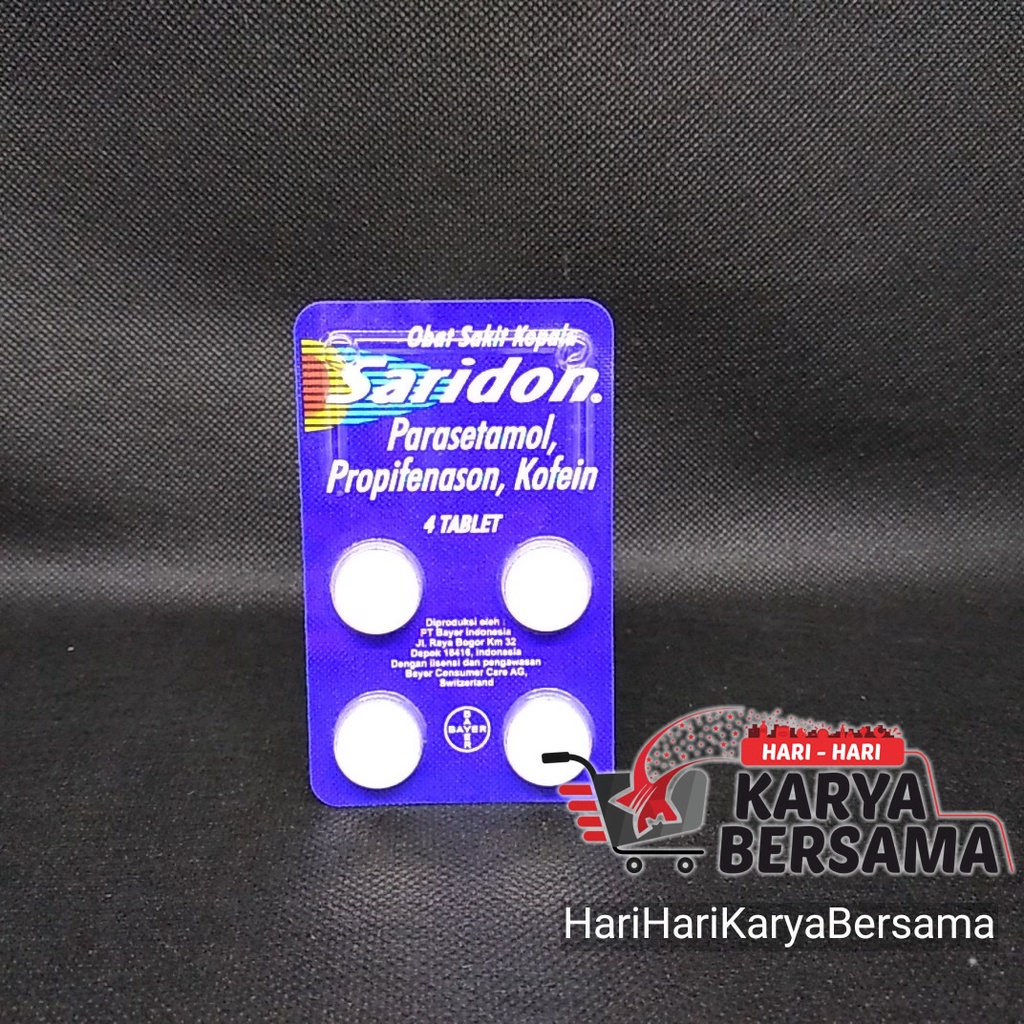 Obat Sakit Kepala
Saridon.
Parasetamol,
Propifenason, Kofein
4 TABLET
Diproduksi oleh :
PT Bayer Indonesia
Jl. Raya Bogor Km 32
Depok 16416, Indonesia
Dengan lisensi dan pengawasan
Bayer Consumer Care AG,
Switzerland
BAYER
BAYER
HARI - HARI
KARYA
BERSAMA
HariHariKaryaBersama